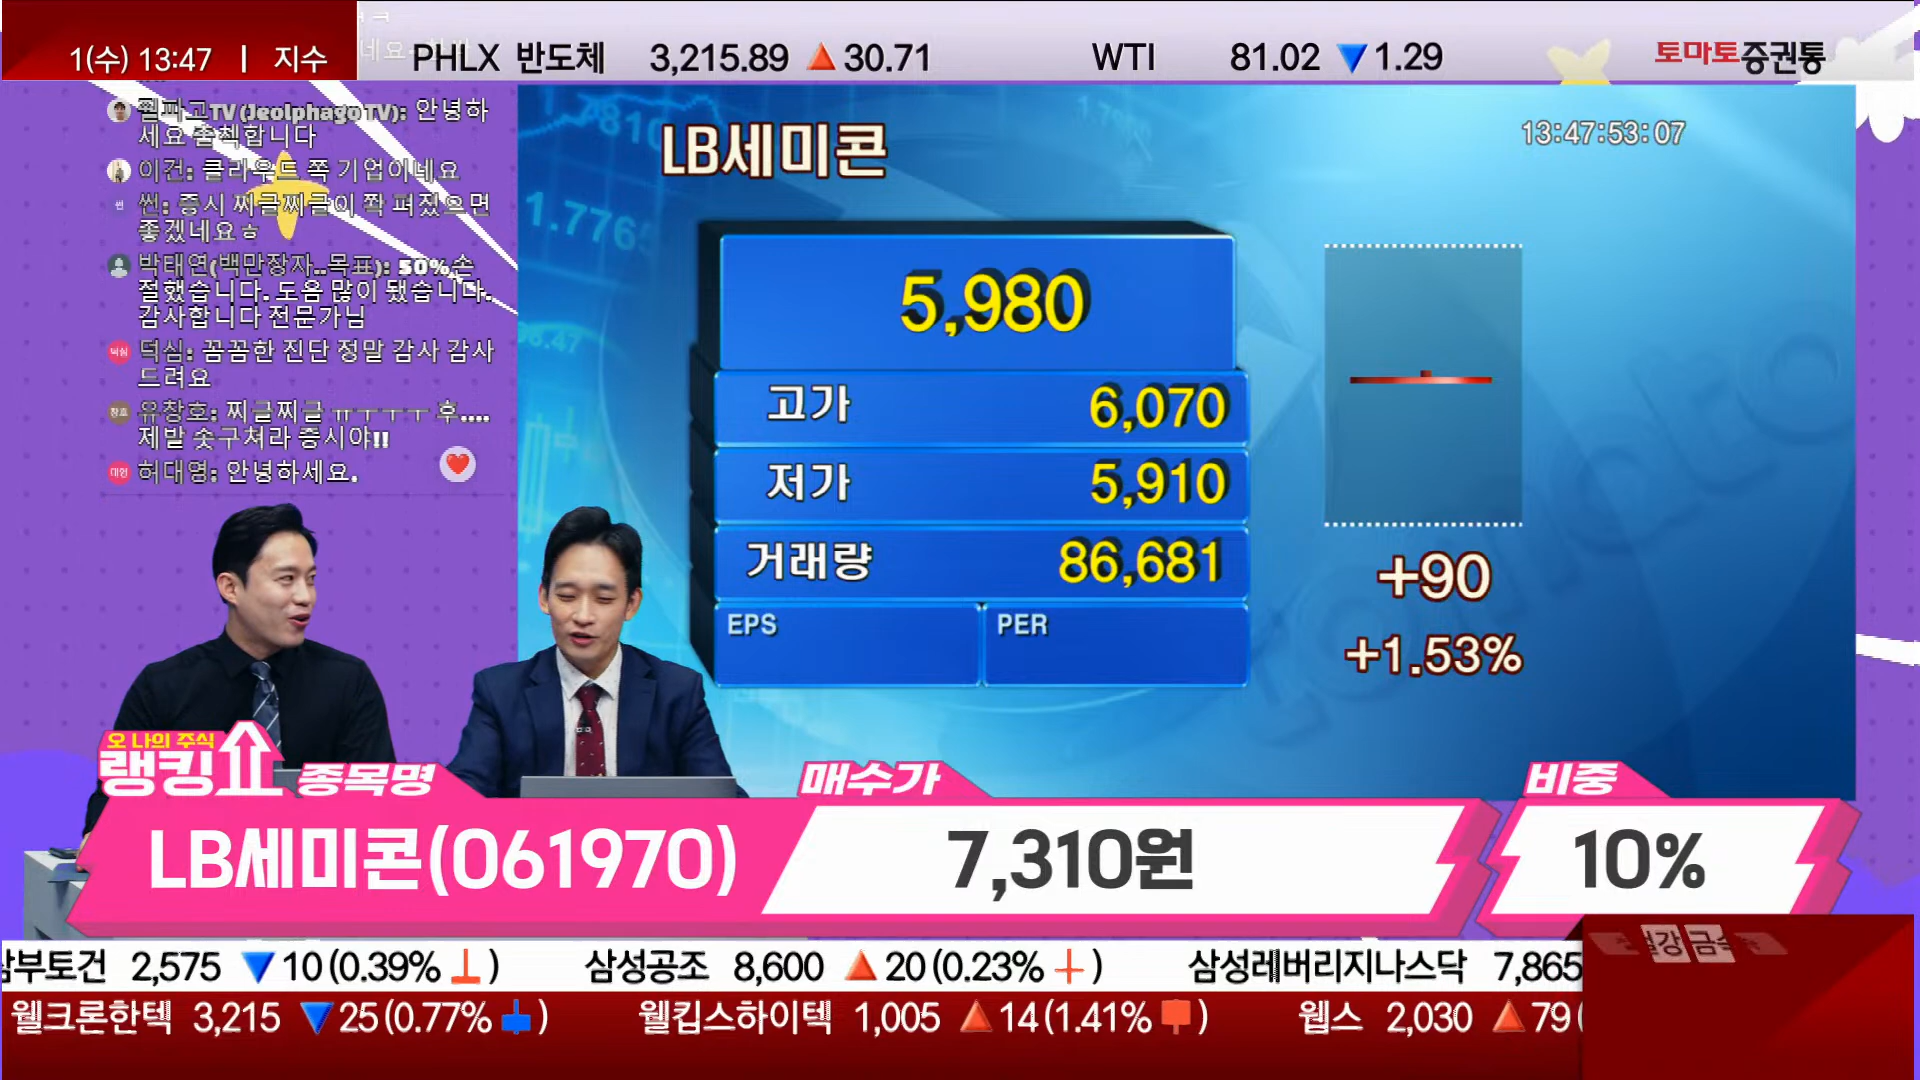 1(수) 13:47 | 지수
PHLX 반도체 3,215.89 ▲ 30.71
WTI 81.02 ▼ 1.29
토마토증권통
TV (Jeolphago TV): 안녕하
세요 출첵합니다
이건: 클라우드 쪽 기업이네요
썬: 증시 찌글찌글이 쫙 펴졌으면
좋겠네요ㅎ
박태연(백만장자..목표): 50%손
절했습니다. 도움 많이 됐습니다.
감사합니다 전문가님
덕심: 꼼꼼한 진단 정말 감사 감사
드려요
유창호: 찌글찌글 ㅠㅜㅜㅜㅜ 후....
제발 솟구쳐라 증시야!!
허대영: 안녕하세요.
LB세미콘
13:47:53:07
5,980
고가 6,070
저가 5,910
거래량 86,681
EPS PER
+90
+1.53%
오 나의 주식
랭킹쇼
종목명 매수가 비중
LB세미콘(061970) 7,310원 10%
삼부토건 2,575 ▼10(0.39%)
삼성공조 8,600 ▲20(0.23%)
삼성레버리지나스닥 7,865
웰크론한텍 3,215 ▼25(0.77%)
웰킵스하이텍 1,005 ▲14(1.41%)
웹스 2,030 ▲79(